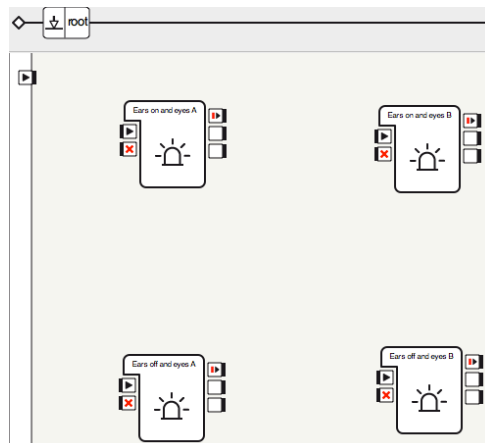 root
Ears on and eyes A
Ears on and eyes B
Ears off and eyes A
Ears off and eyes B